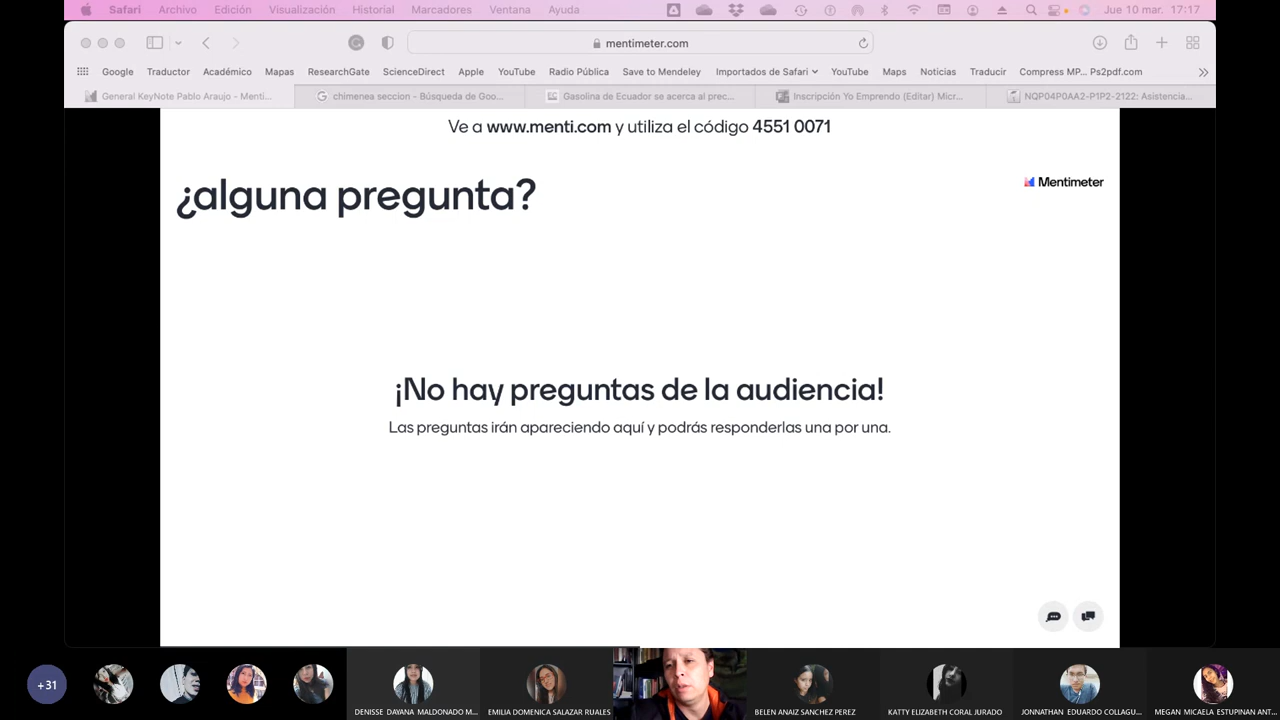 Safari Archivo Edición Visualización Historial Marcadores Ventana Ayuda Jue 10 mar. 17:17
mentimeter.com
Google Traductor Académico Mapas ResearchGate ScienceDirect Apple YouTube Radio Pública Save to Mendeley Importados de Safari YouTube Maps Noticias Traducir Compress MP... Ps2pdf.com
General KeyNote Pablo Araujo - Menti... chimenea seccion - Búsqueda de Goo... Gasolina de Ecuador se acerca al prec... Inscripción Yo Emprendo (Editar) Micr... NQP04P0AA2-P1P2-2122: Asistencia...
Ve a www.menti.com y utiliza el código 4551 0071
¿alguna pregunta?
Mentimeter
¡No hay preguntas de la audiencia!
Las preguntas irán apareciendo aquí y podrás responderlas una por una.
+31
DENISSE DAYANA MALDONADO M... EMILIA DOMENICA SALAZAR RUALES BELEN ANAIZ SANCHEZ PEREZ KATTY ELIZABETH CORAL JURADO JONNATHAN EDUARDO COLLAGU... MEGAN MICAELA ESTUPINAN ANT...